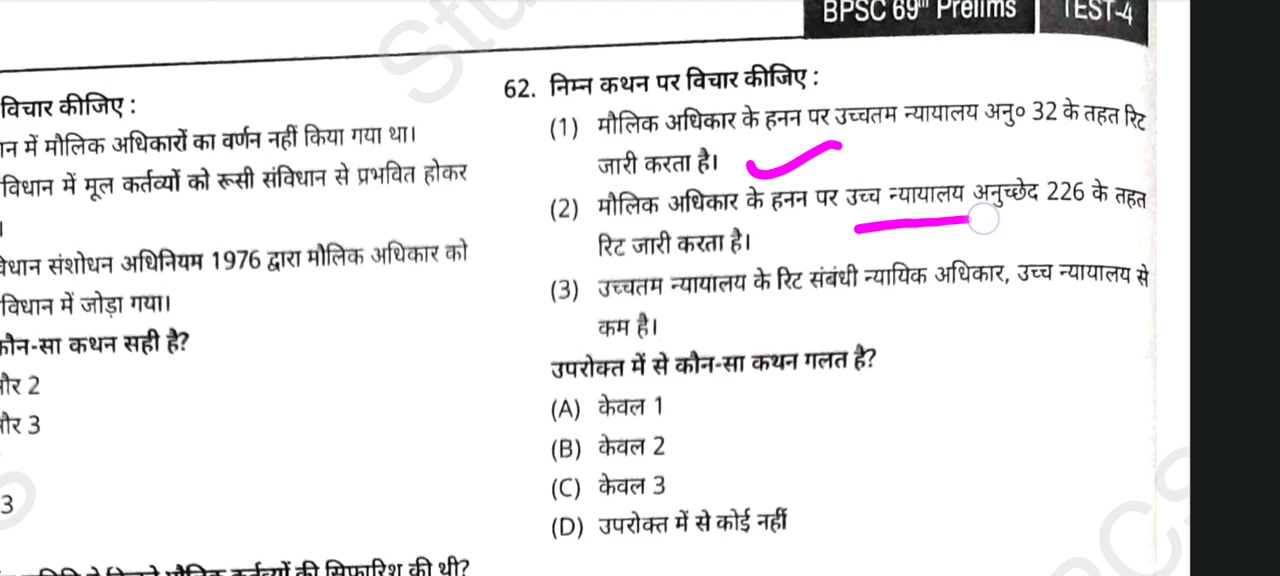 BPSC 69th Prelims
TEST-4
विचार कीजिए :
न में मौलिक अधिकारों का वर्णन नहीं किया गया था।
विधान में मूल कर्तव्यों को रूसी संविधान से प्रभवित होकर
।
संशोधन अधिनियम 1976 द्वारा मौलिक अधिकार को
विधान में जोड़ा गया।
कौन-सा कथन सही है?
और 2
और 3
3
कर्तव्यों की सिफारिश की थी?
62. निम्न कथन पर विचार कीजिए :
(1) मौलिक अधिकार के हनन पर उच्चतम न्यायालय अनु० 32 के तहत रिट
जारी करता है।
(2) मौलिक अधिकार के हनन पर उच्च न्यायालय अनुच्छेद 226 के तहत
रिट जारी करता है।
(3) उच्चतम न्यायालय के रिट संबंधी न्यायिक अधिकार, उच्च न्यायालय से
कम है।
उपरोक्त में से कौन-सा कथन गलत है?
(A) केवल 1
(B) केवल 2
(C) केवल 3
(D) उपरोक्त में से कोई नहीं